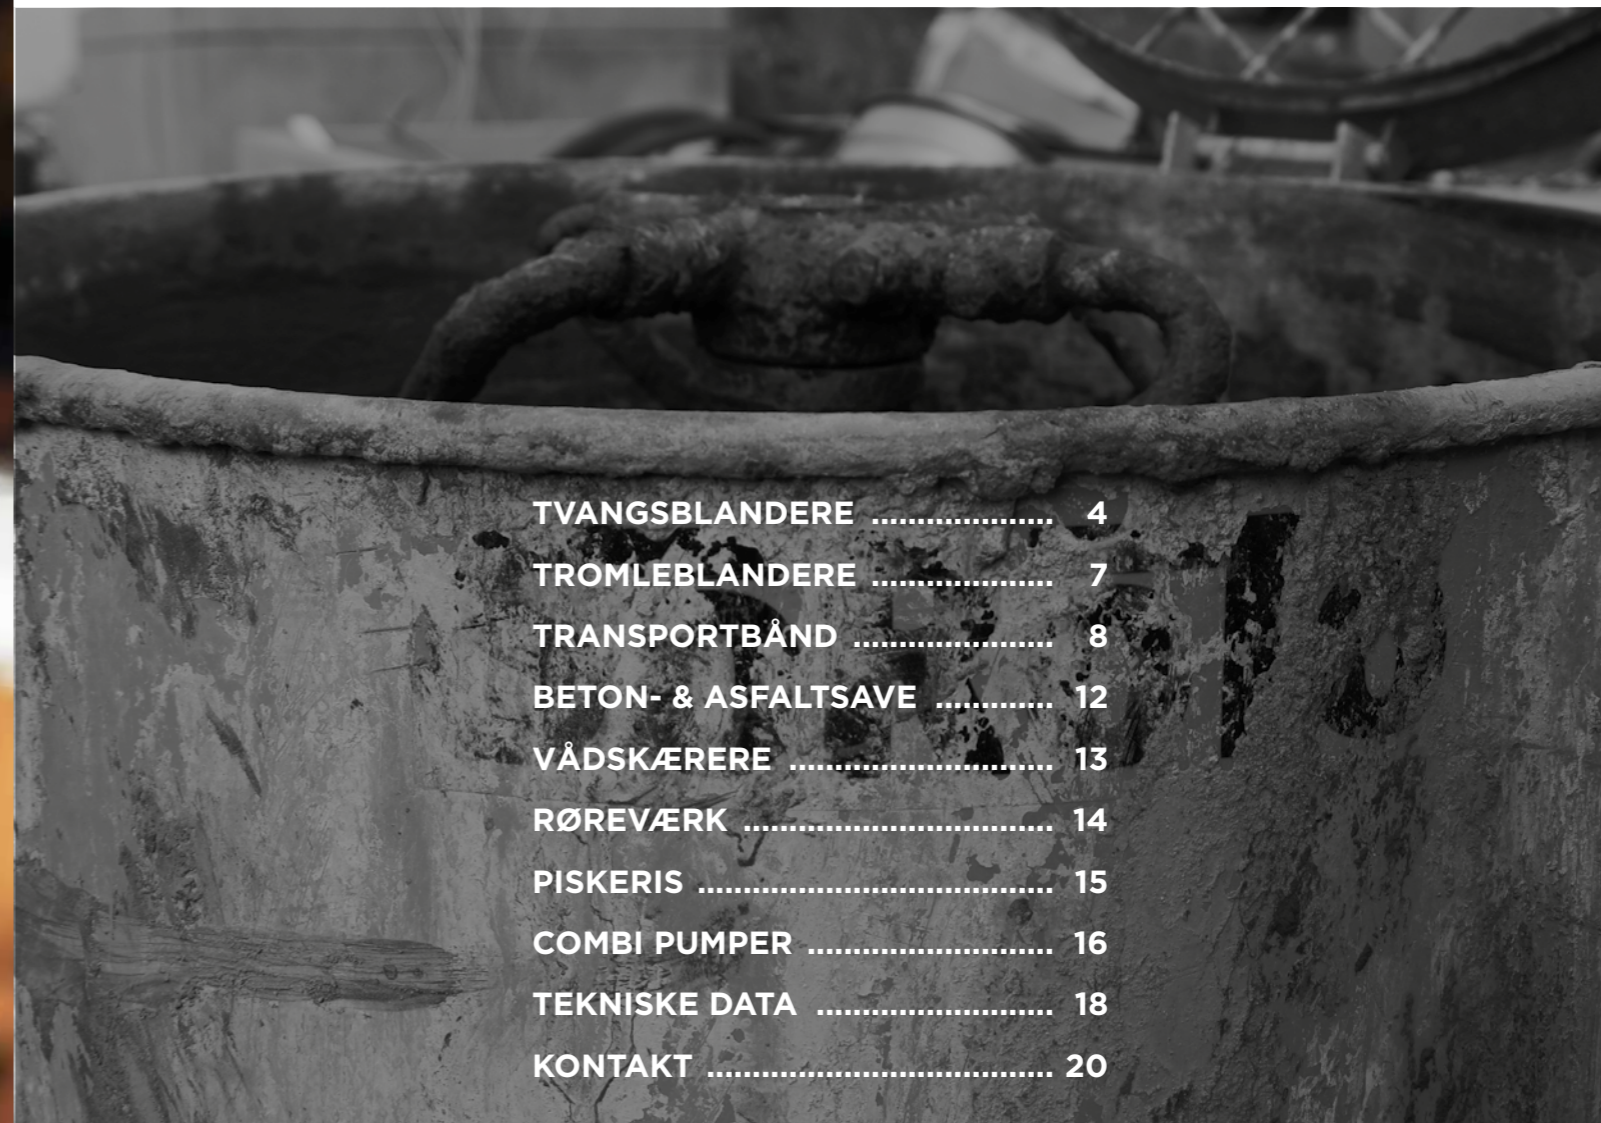 TVANGSBLANDERE .................... 4
TROMLEBLANDERE .................... 7
TRANSPORTBÅND ...................... 8
BETON- & ASFALTSAVE ............. 12
VÅDSKÆRERE ............................. 13
RØREVÆRK .................................. 14
PISKERIS ....................................... 15
COMBI PUMPER ........................... 16
TEKNISKE DATA .......................... 18
KONTAKT ...................................... 20